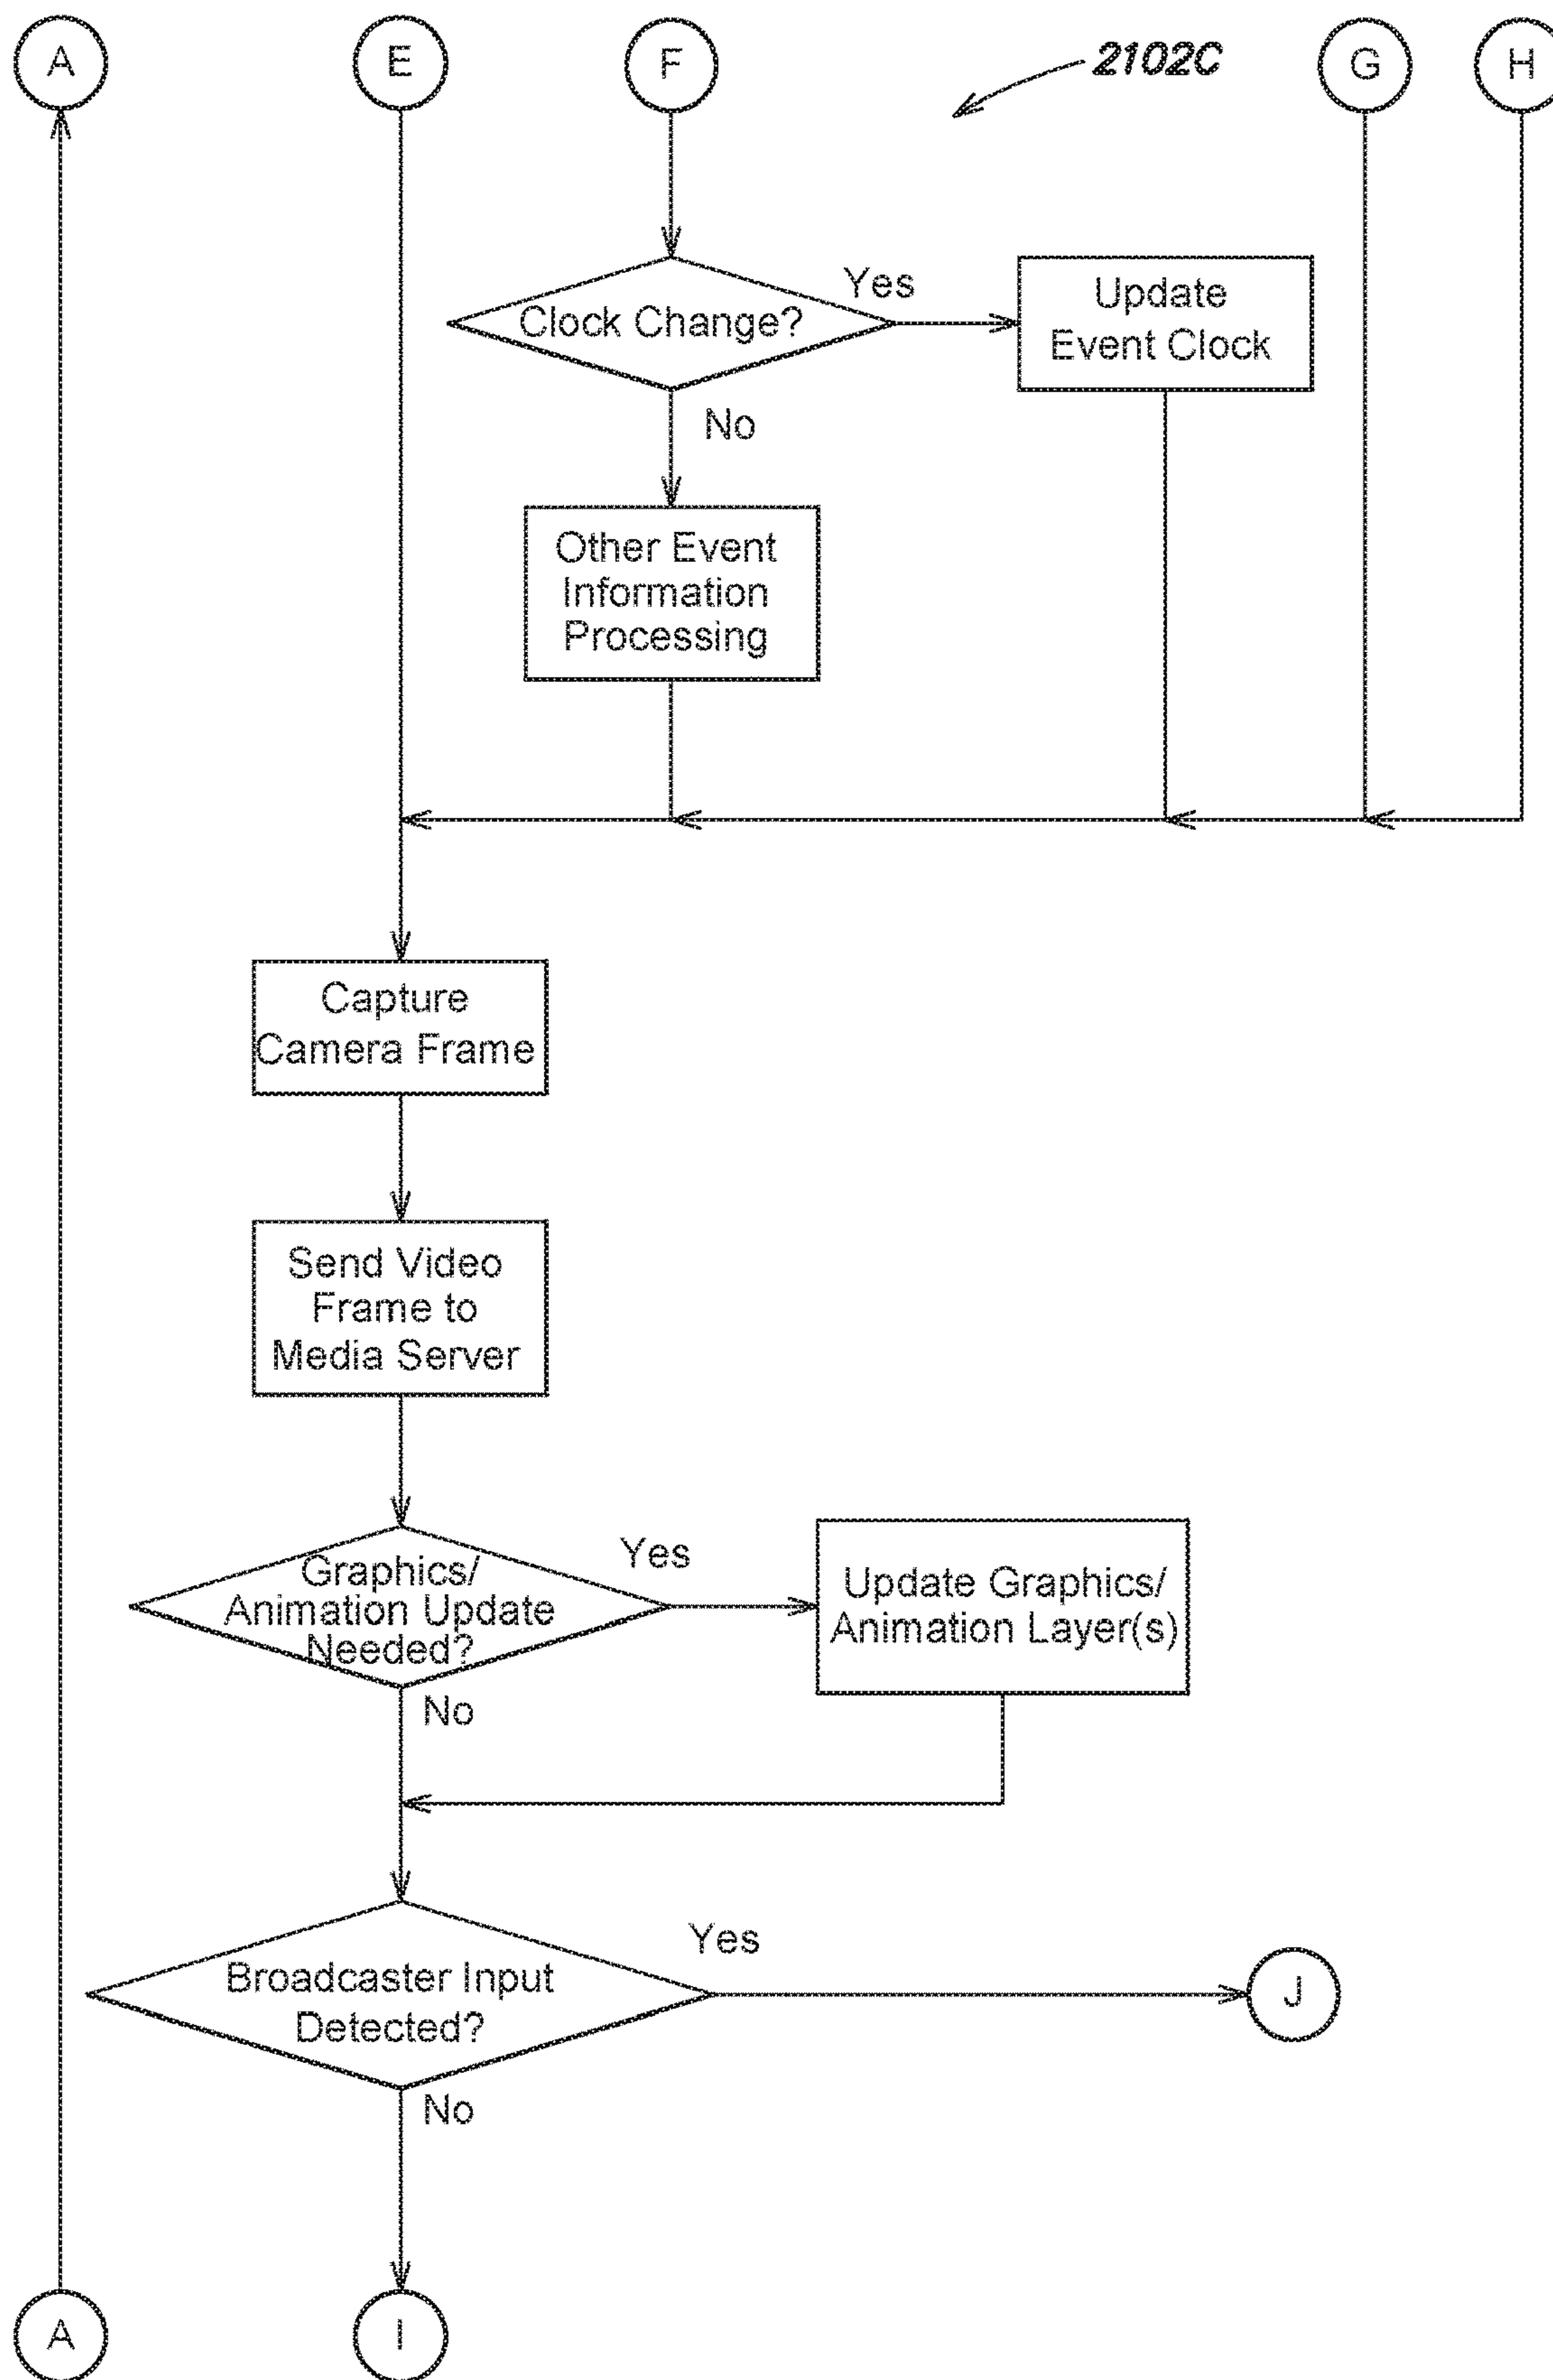 A
E
F
2102C
G
H
Clock Change?
Yes
Update
Event Clock
No
Other Event
Information
Processing
Capture
Camera Frame
Send Video
Frame to
Media Server
Graphics/
Animation Update
Needed?
Yes
Update Graphics/
Animation Layer(s)
No
Broadcaster Input
Detected?
Yes
J
No
A
I